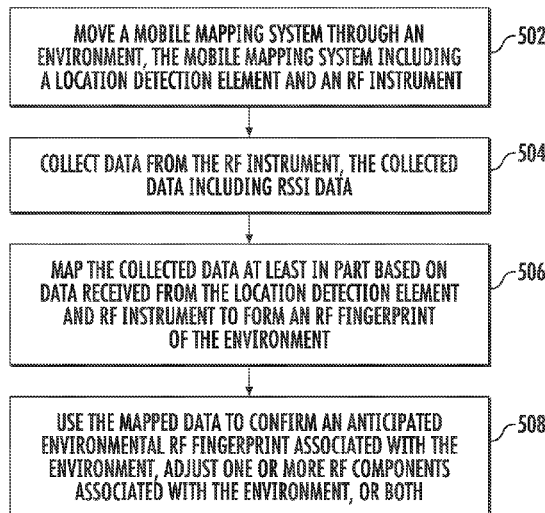 MOVE A MOBILE MAPPING SYSTEM THROUGH AN
ENVIRONMENT, THE MOBILE MAPPING SYSTEM INCLUDING
A LOCATION DETECTION ELEMENT AND AN RF INSTRUMENT
502
COLLECT DATA FROM THE RF INSTRUMENT, THE COLLECTED
DATA INCLUDING RSSI DATA
504
MAP THE COLLECTED DATA AT LEAST IN PART BASED ON
DATA RECEIVED FROM THE LOCATION DETECTION ELEMENT
AND RF INSTRUMENT TO FORM AN RF FINGERPRINT
OF THE ENVIRONMENT
506
USE THE MAPPED DATA TO CONFIRM AN ANTICIPATED
ENVIRONMENTAL RF FINGERPRINT ASSOCIATED WITH THE
ENVIRONMENT, ADJUST ONE OR MORE RF COMPONENTS
ASSOCIATED WITH THE ENVIRONMENT, OR BOTH
508